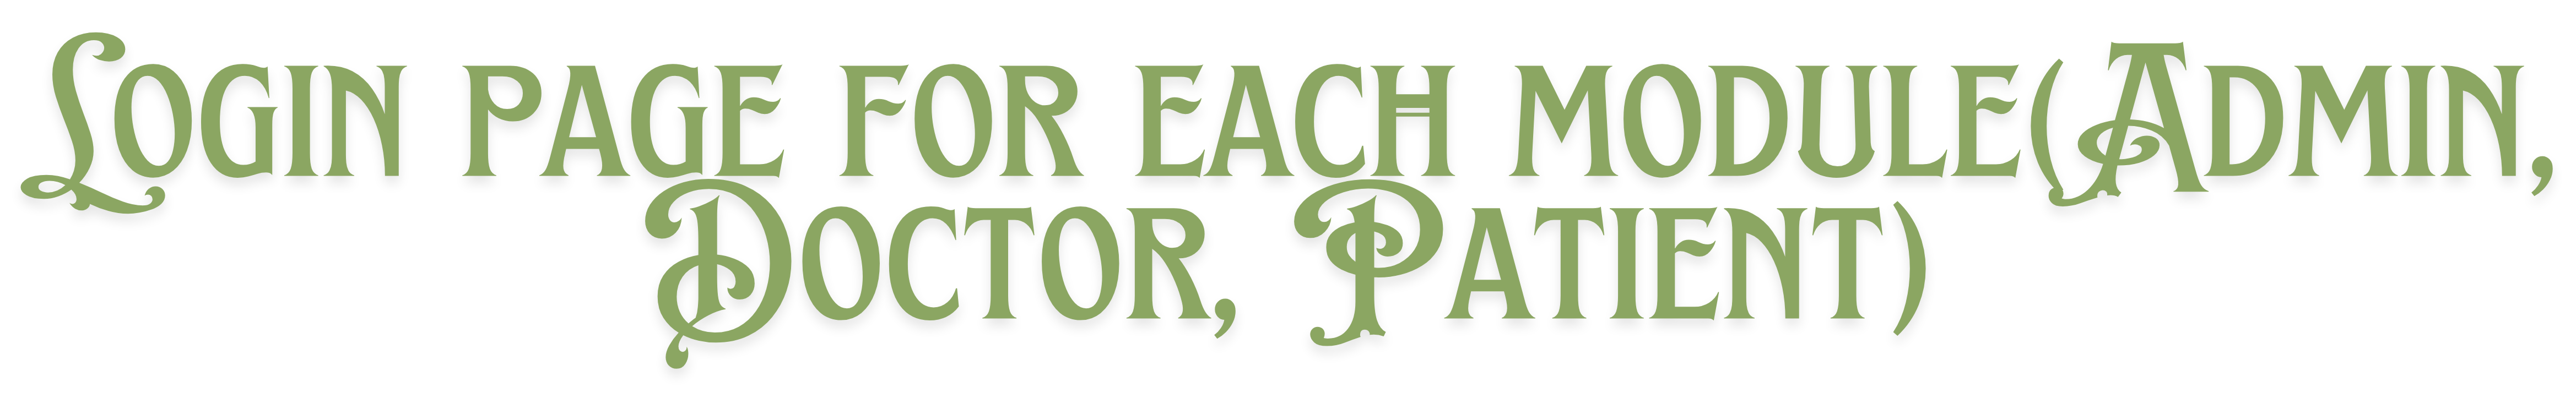 Login page for each module(Admin,
Doctor, Patient)